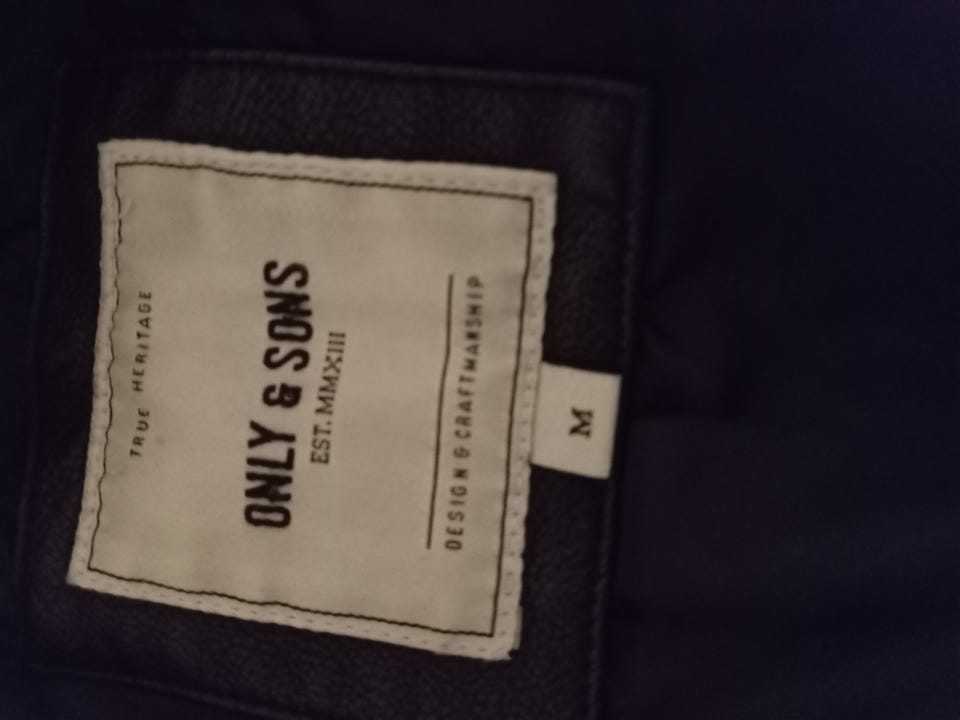 TRUE HERITAGE
ONLY & SONS
EST. MMXIII
DESIGN & CRAFTMANSHIP
M